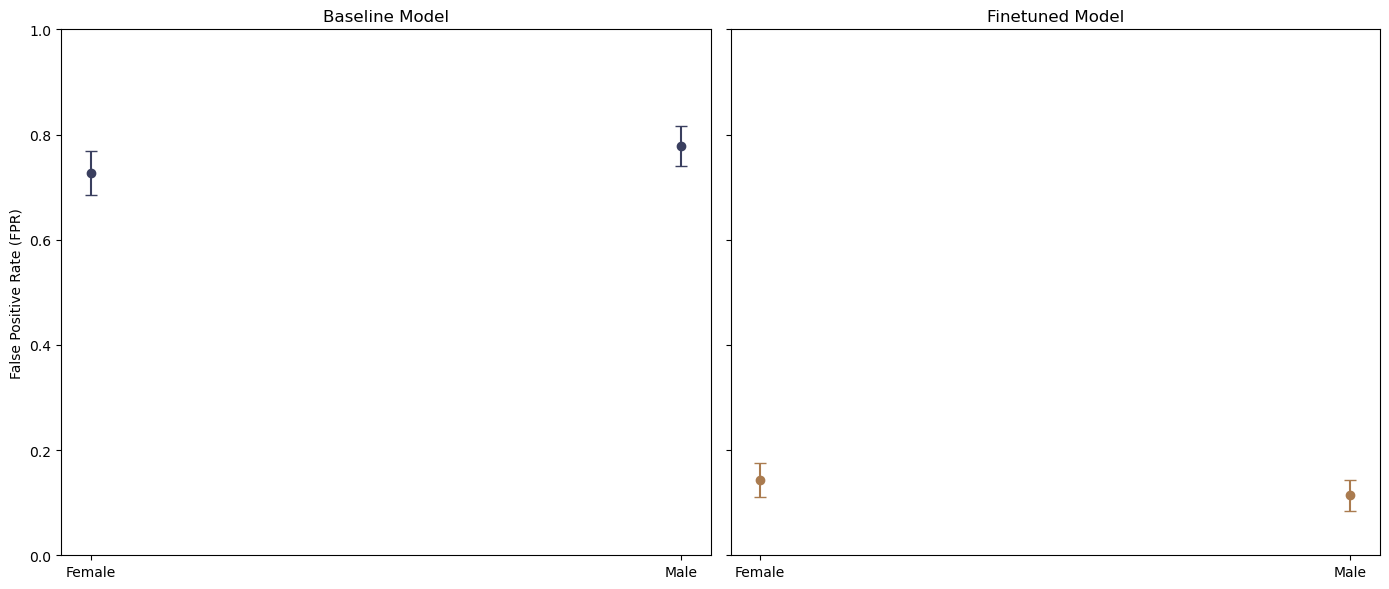 Baseline Model
Finetuned Model
False Positive Rate (FPR)
1.0
0.8
0.6
0.4
0.2
0.0
Female
Male
Female
Male